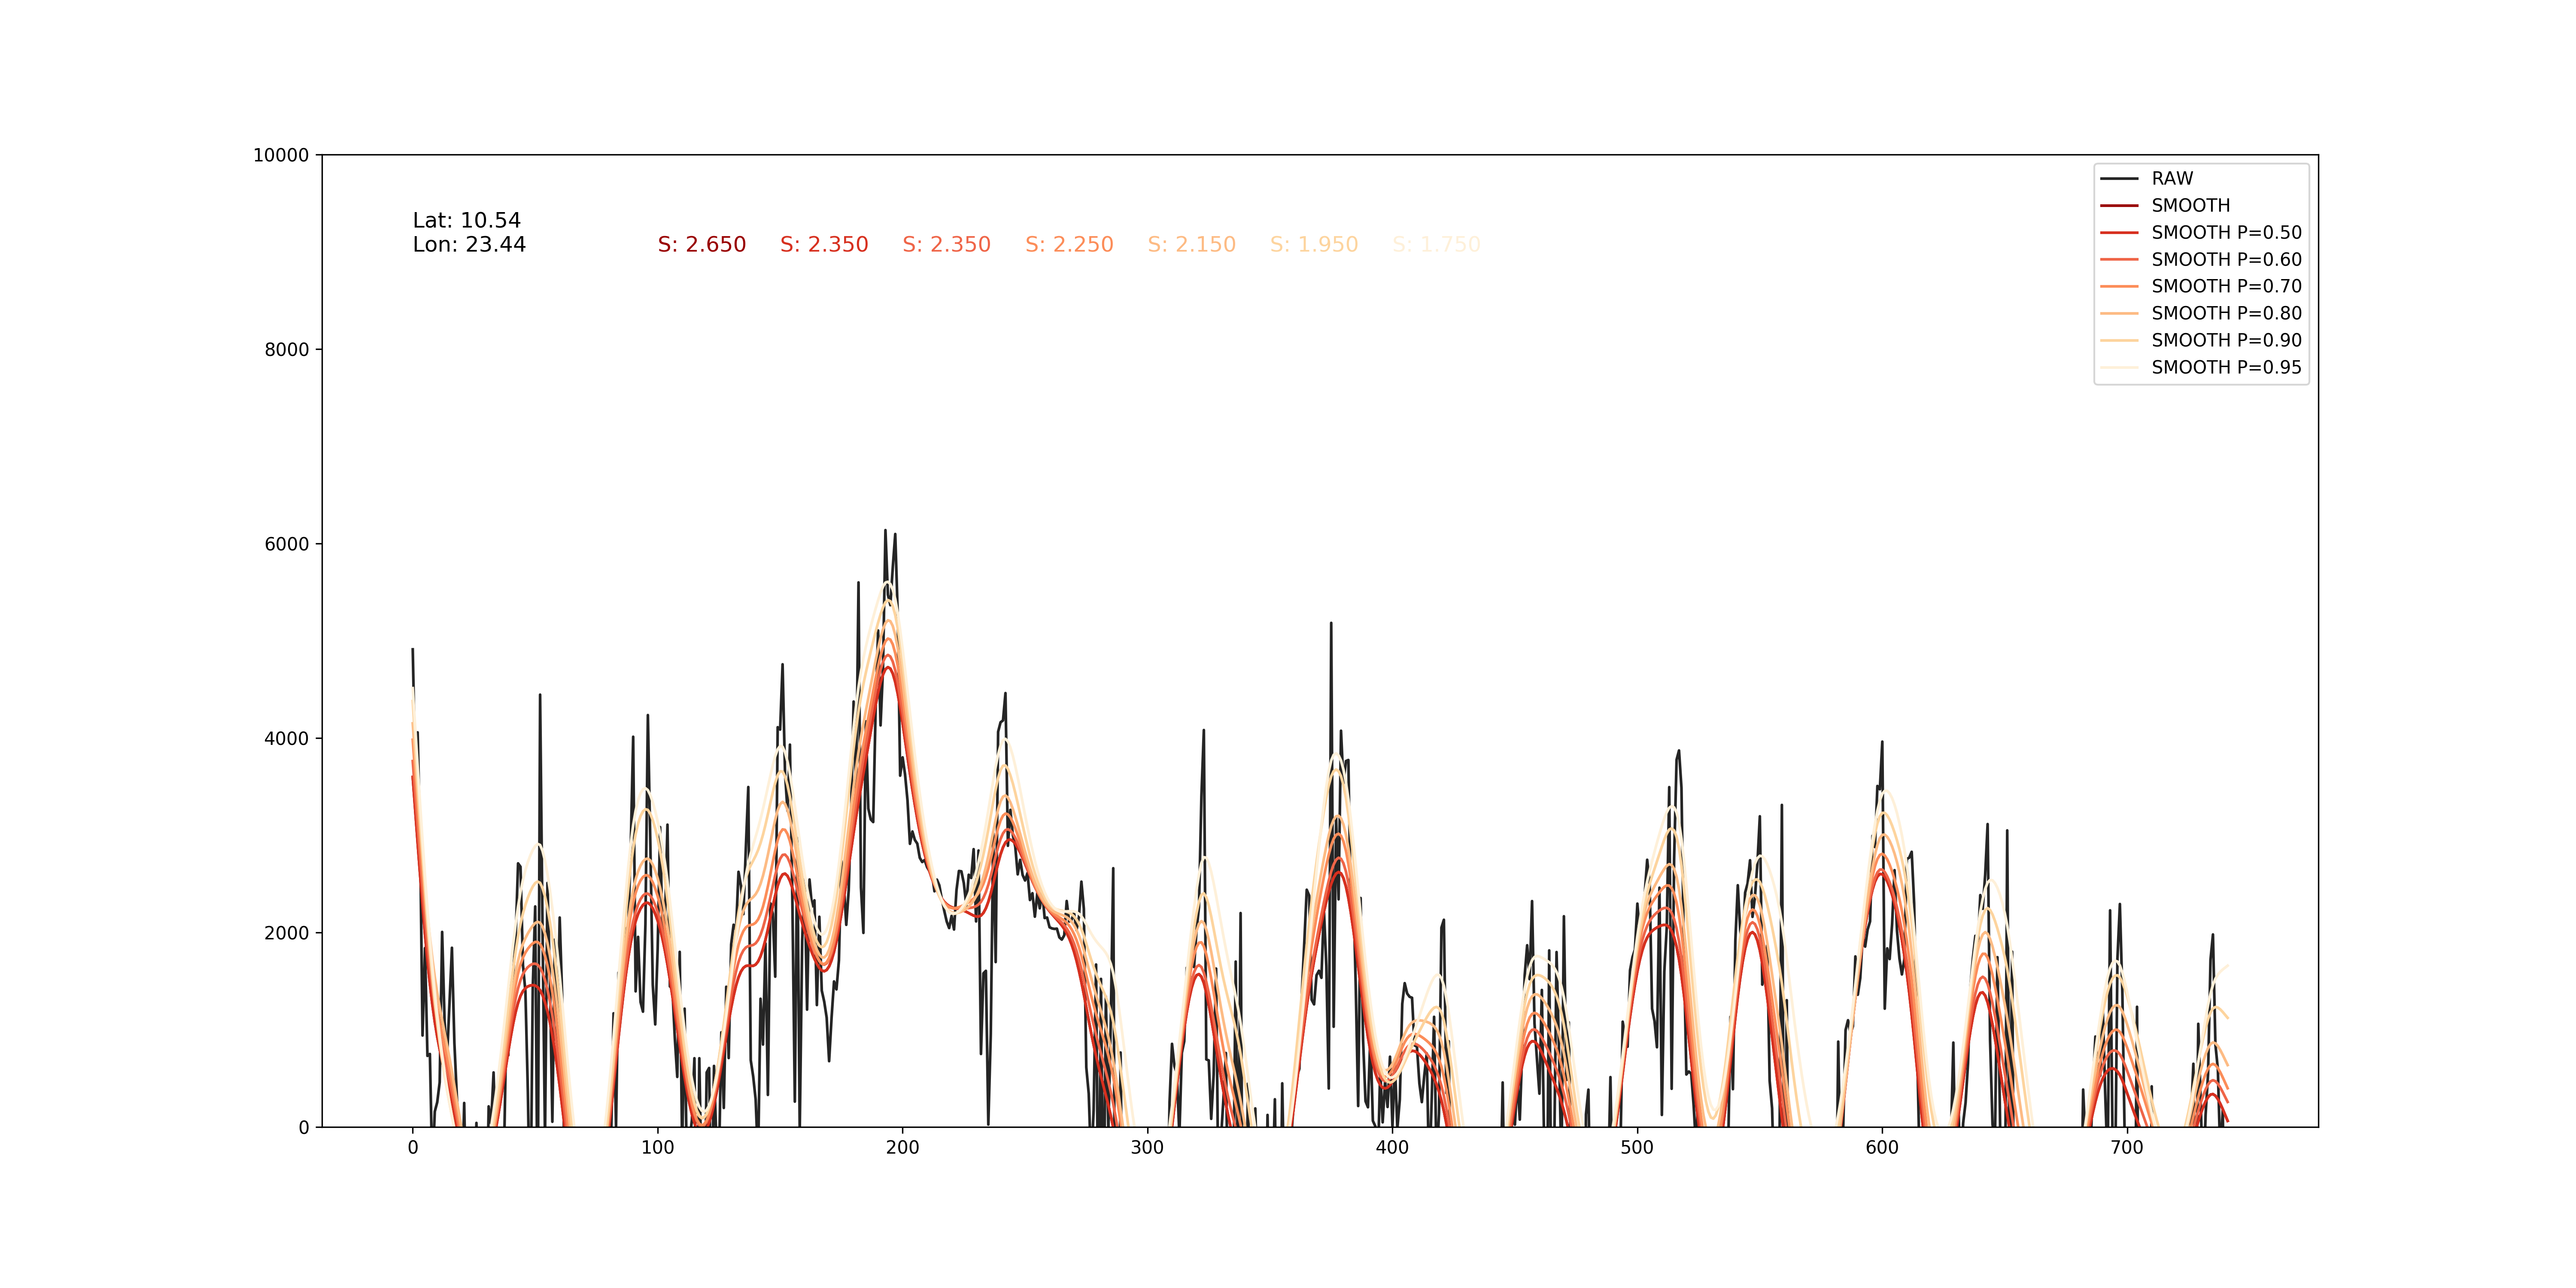 10000
8000
6000
4000
2000
0
Lat: 10.54
Lon: 23.44 S: 2.650 S: 2.350 S: 2.350 S: 2.250 S: 2.150 S: 1.950 S: 1.750
RAW
SMOOTH
SMOOTH P=0.50
SMOOTH P=0.60
SMOOTH P=0.70
SMOOTH P=0.80
SMOOTH P=0.90
SMOOTH P=0.95
0 100 200 300 400 500 600 700